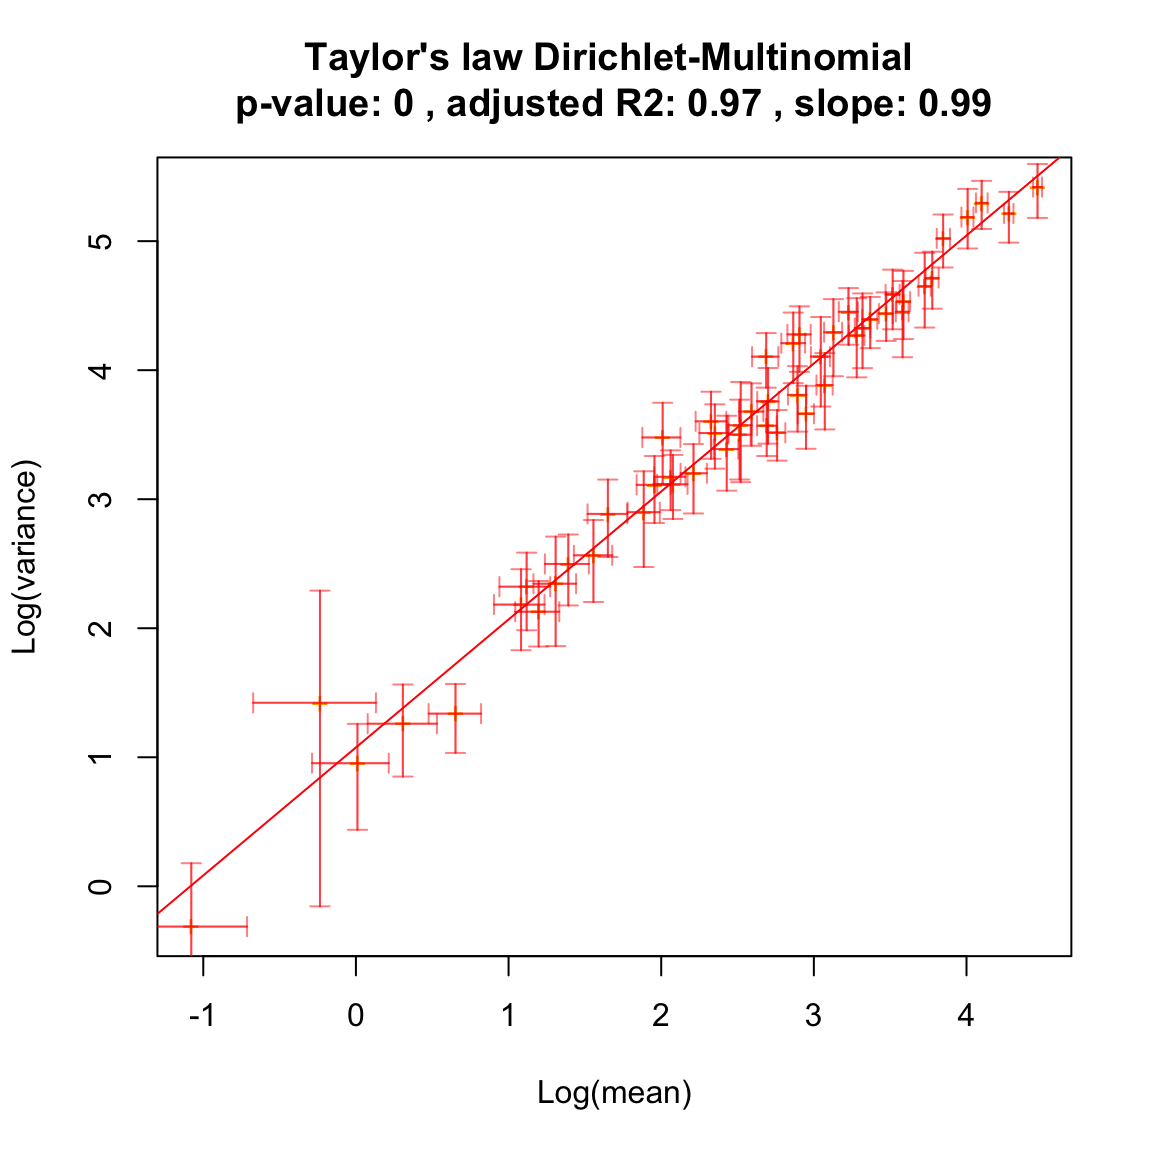 Taylor's law Dirichlet-Multinomial
p-value: 0 , adjusted R2: 0.97 , slope: 0.99
Log(variance)
5
4
3
2
1
0
-1 0 1 2 3 4
Log(mean)